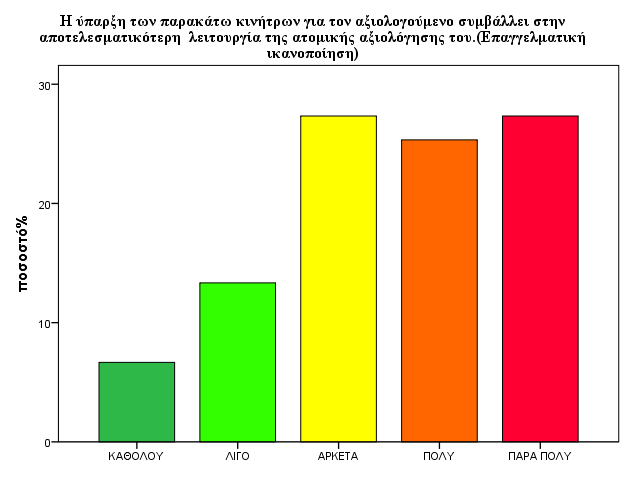 Η ύπαρξη των παρακάτω κινήτρων για τον αξιολογούμενο συμβάλλει στην
αποτελεσματικότερη λειτουργία της ατομικής αξιολόγησης του.(Επαγγελματική
ικανοποίηση)
30
20
10
0
ποσοστό%
ΚΑΘΟΛΟΥ ΛΙΓΟ ΑΡΚΕΤΑ ΠΟΛΥ ΠΑΡΑ ΠΟΛΥ